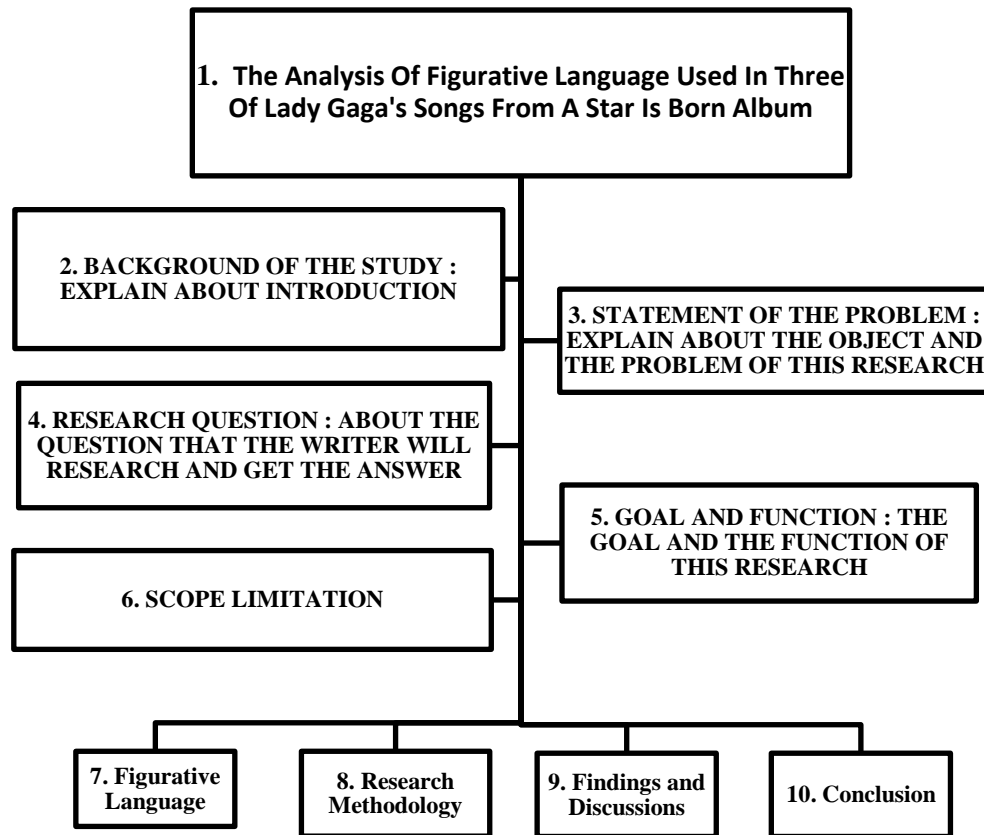 1. The Analysis Of Figurative Language Used In Three
Of Lady Gaga's Songs From A Star Is Born Album
2. BACKGROUND OF THE STUDY :
EXPLAIN ABOUT INTRODUCTION
3. STATEMENT OF THE PROBLEM :
EXPLAIN ABOUT THE OBJECT AND
THE PROBLEM OF THIS RESEARCH
4. RESEARCH QUESTION : ABOUT THE
QUESTION THAT THE WRITER WILL
RESEARCH AND GET THE ANSWER
5. GOAL AND FUNCTION : THE
GOAL AND THE FUNCTION OF
THIS RESEARCH
6. SCOPE LIMITATION
7. Figurative
Language
8. Research
Methodology
9. Findings and
Discussions
10. Conclusion